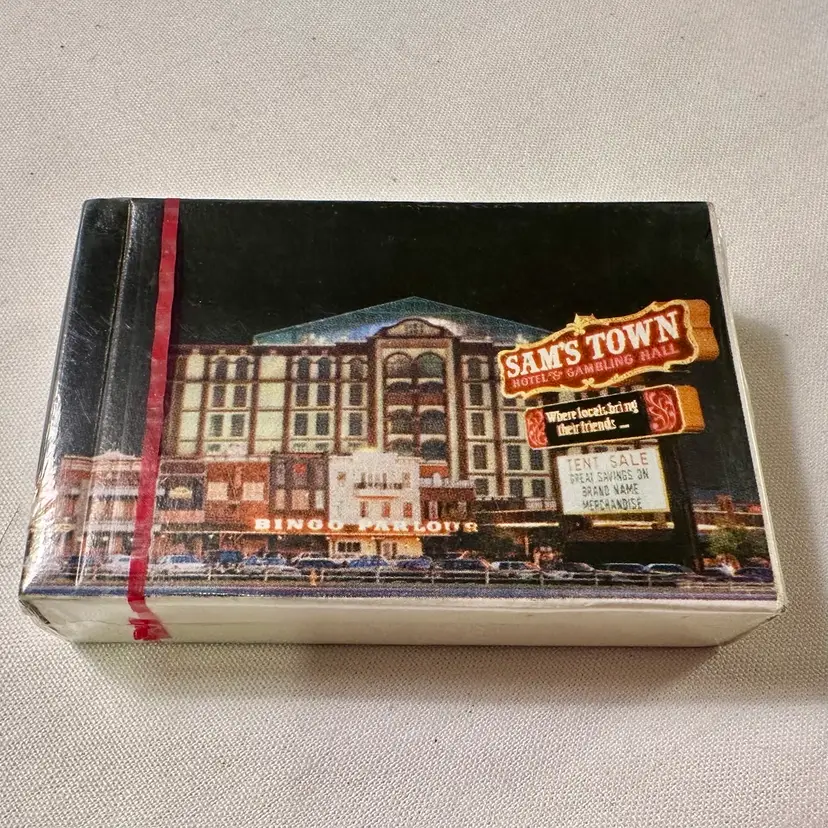 SAM'S TOWN
HOTEL & GAMBLING HALL
Where locals bring
their friends ...
TENT SALE
GREAT SAVINGS ON
BRAND NAME
MERCHANDISE
BINGO PARLOUR